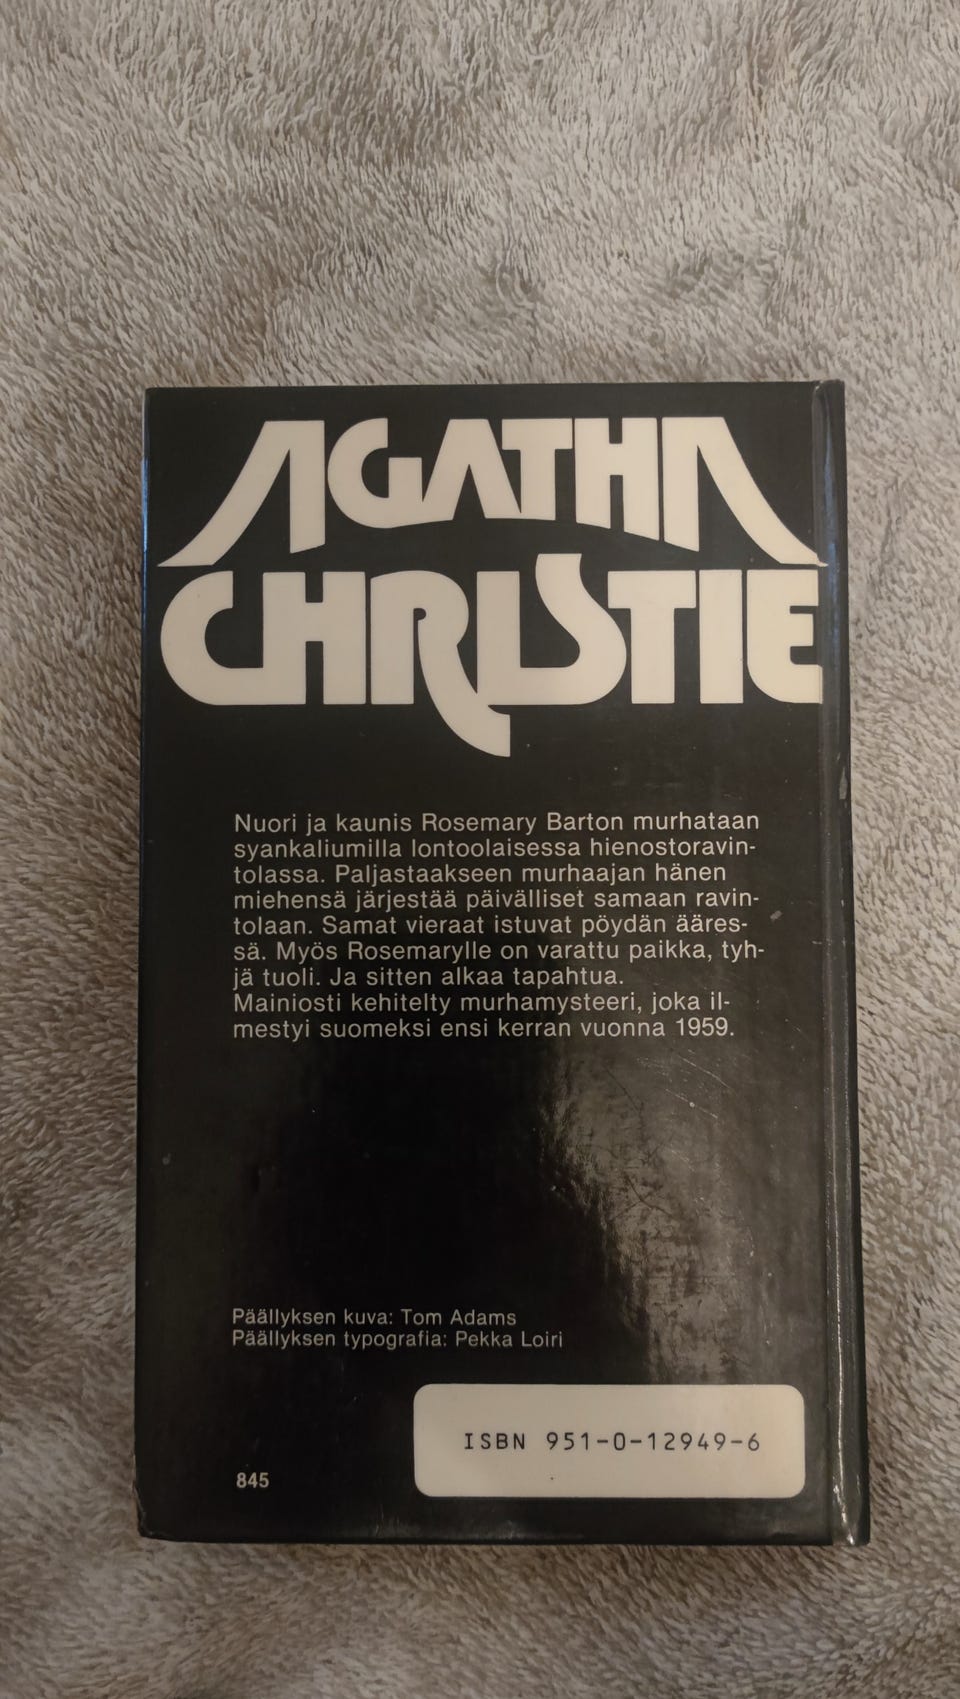 AGATHA
CHRISTIE
Nuori ja kaunis Rosemary Barton murhataan
syankaliumilla lontoolaisessa hienostoravin-
tolassa. Paljastaakseen murhaajan hänen
miehensä järjestää päivälliset samaan ravin-
tolaan. Samat vieraat istuvat pöydän ääres-
sä. Myös Rosemarylle on varattu paikka, tyh-
jä tuoli. Ja sitten alkaa tapahtua.
Mainiosti kehitelty murhamysteeri, joka il-
mestyi suomeksi ensi kerran vuonna 1959.
Päällyksen kuva: Tom Adams
Päällyksen typografia: Pekka Loiri
ISBN 951-0-12949-6
845